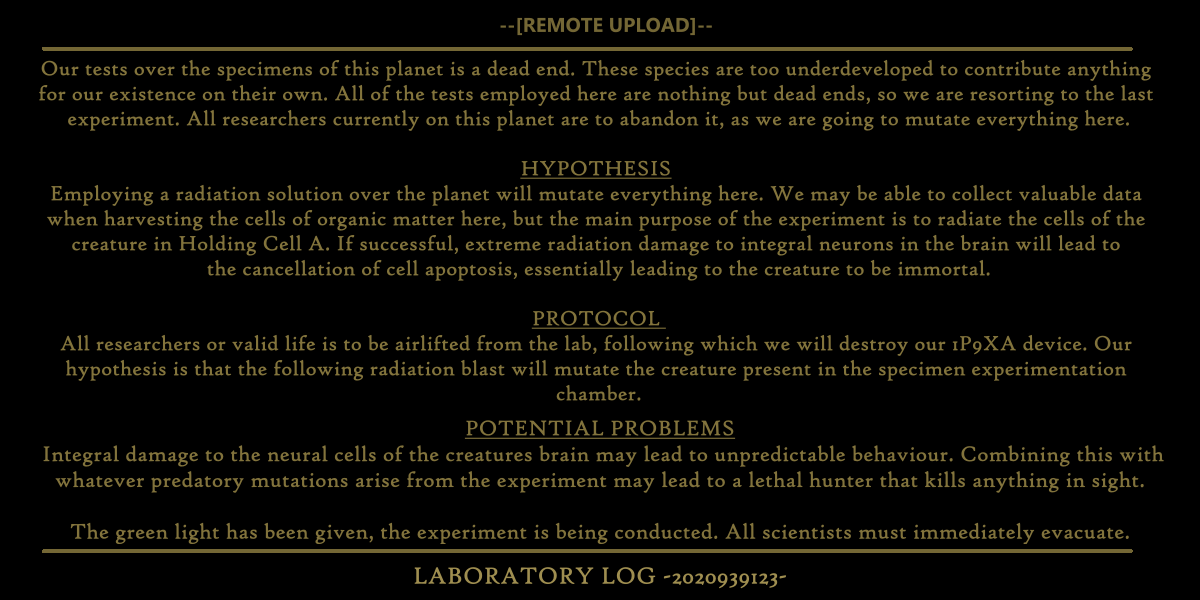 --[REMOTE UPLOAD]--
Our tests over the specimens of this planet is a dead end. These species are too underdeveloped to contribute anything
for our existence on their own. All of the tests employed here are nothing but dead ends, so we are resorting to the last
experiment. All researchers currently on this planet are to abandon it, as we are going to mutate everything here.
HYPOTHESIS
Employing a radiation solution over the planet will mutate everything here. We may be able to collect valuable data
when harvesting the cells of organic matter here, but the main purpose of the experiment is to radiate the cells of the
creature in Holding Cell A. If successful, extreme radiation damage to integral neurons in the brain will lead to
the cancellation of cell apoptosis, essentially leading to the creature to be immortal.
PROTOCOL
All researchers or valid life is to be airlifted from the lab, following which we will destroy our 1P9XA device. Our
hypothesis is that the following radiation blast will mutate the creature present in the specimen experimentation
chamber.
POTENTIAL PROBLEMS
Integral damage to the neural cells of the creatures brain may lead to unpredictable behaviour. Combining this with
whatever predatory mutations arise from the experiment may lead to a lethal hunter that kills anything in sight.
The green light has been given, the experiment is being conducted. All scientists must immediately evacuate.
LABORATORY LOG -2020939123-